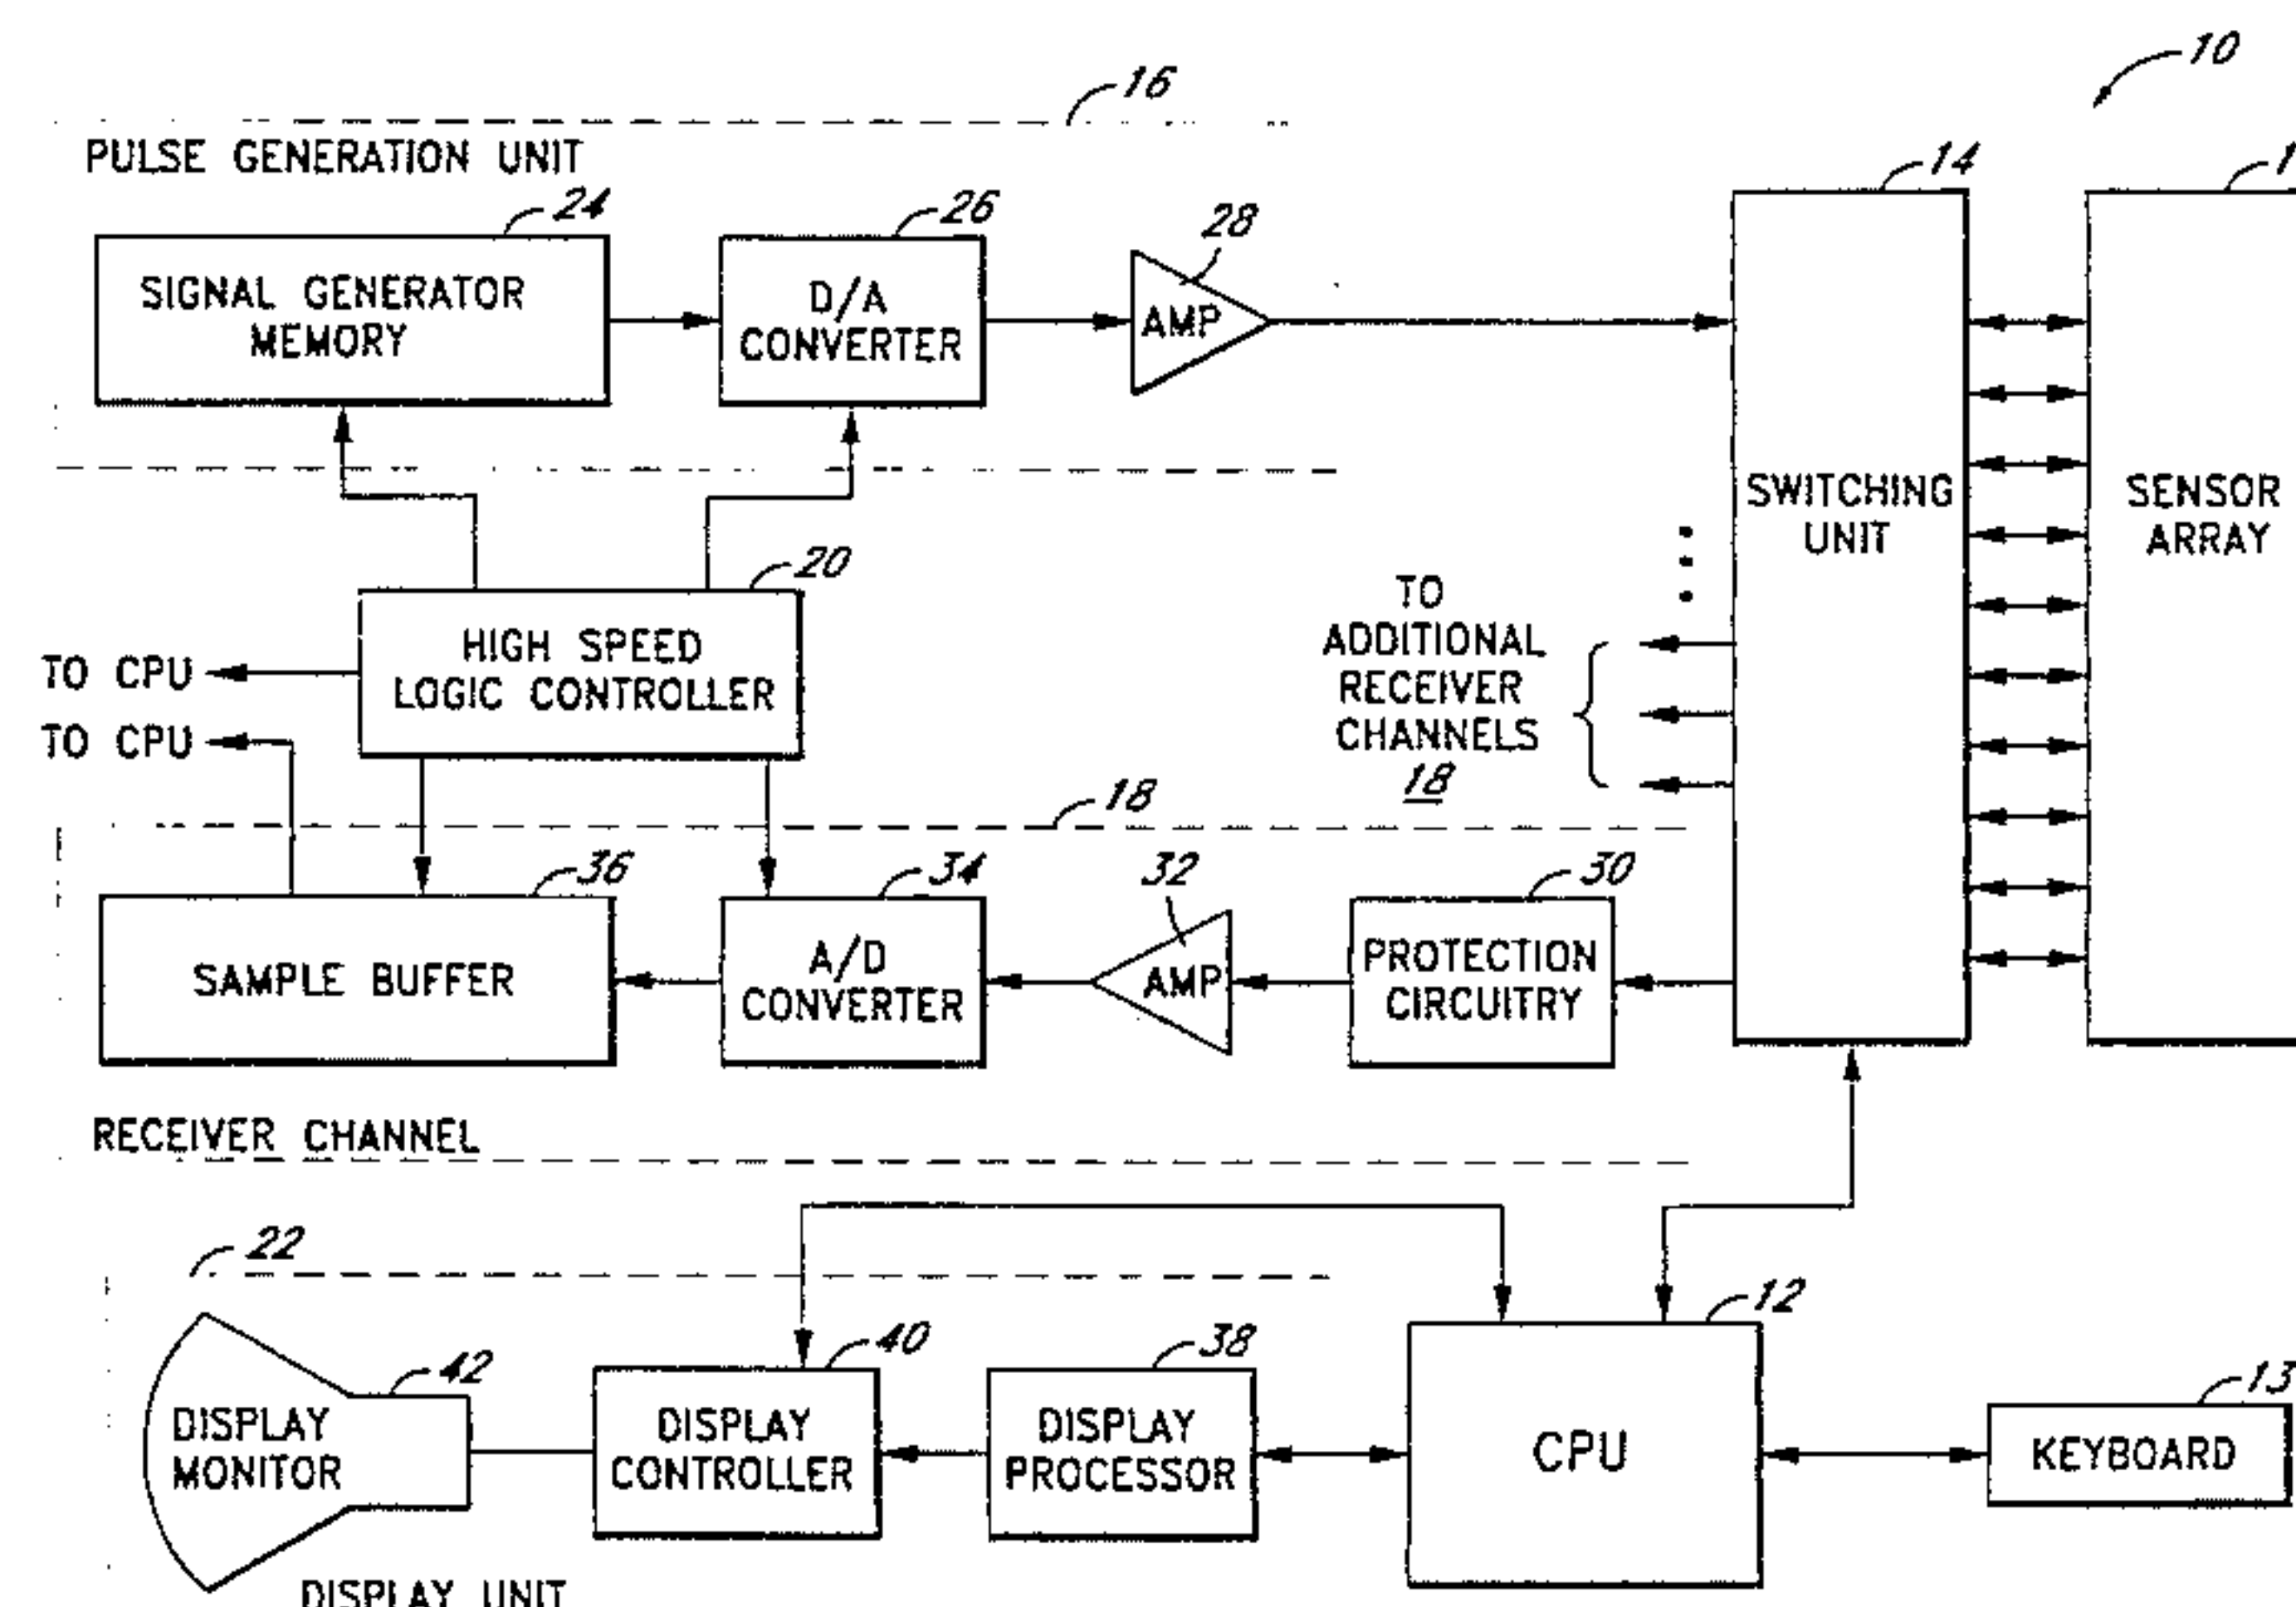 10
16
PULSE GENERATION UNIT
14
24
26
28
SIGNAL GENERATOR
MEMORY
D/A
CONVERTER
AMP
SWITCHING
UNIT
SENSOR
ARRAY
20
HIGH SPEED
LOGIC CONTROLLER
TO CPU
TO CPU
TO
ADDITIONAL
RECEIVER
CHANNELS
18
18
36
34
32
30
SAMPLE BUFFER
A/D
CONVERTER
AMP
PROTECTION
CIRCUITRY
RECEIVER CHANNEL
22
12
42
40
38
13
DISPLAY
MONITOR
DISPLAY
CONTROLLER
DISPLAY
PROCESSOR
CPU
KEYBOARD
DISPLAY UNIT